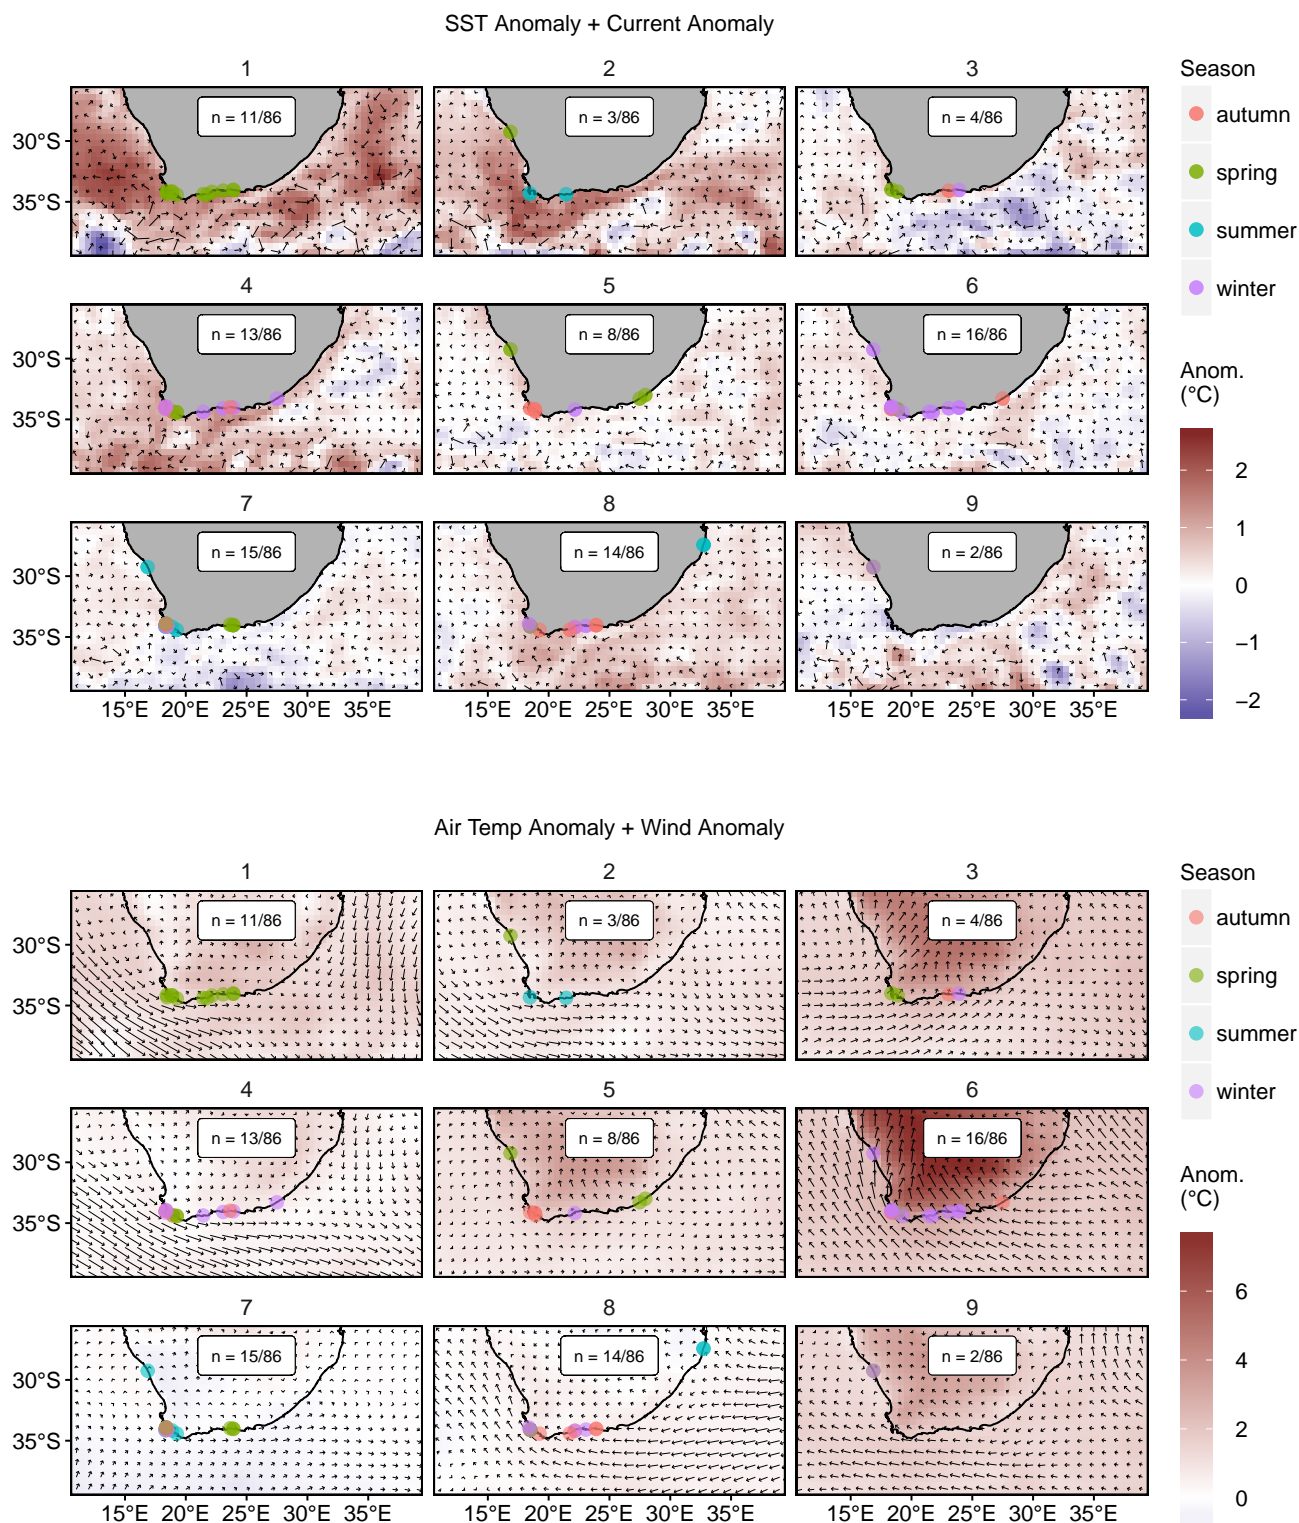 SST Anomaly + Current Anomaly
1
2
3
n = 11/86
n = 3/86
n = 4/86
30°S
35°S
4
5
6
n = 13/86
n = 8/86
n = 16/86
30°S
35°S
7
8
9
n = 15/86
n = 14/86
n = 2/86
30°S
35°S
15°E 20°E 25°E 30°E 35°E
15°E 20°E 25°E 30°E 35°E
15°E 20°E 25°E 30°E 35°E
Season
autumn
spring
summer
winter
Anom.
(°C)
2
1
0
−1
−2
Air Temp Anomaly + Wind Anomaly
1
2
3
n = 11/86
n = 3/86
n = 4/86
30°S
35°S
4
5
6
n = 13/86
n = 8/86
n = 16/86
30°S
35°S
7
8
9
n = 15/86
n = 14/86
n = 2/86
30°S
35°S
15°E 20°E 25°E 30°E 35°E
15°E 20°E 25°E 30°E 35°E
15°E 20°E 25°E 30°E 35°E
Season
autumn
spring
summer
winter
Anom.
(°C)
6
4
2
0